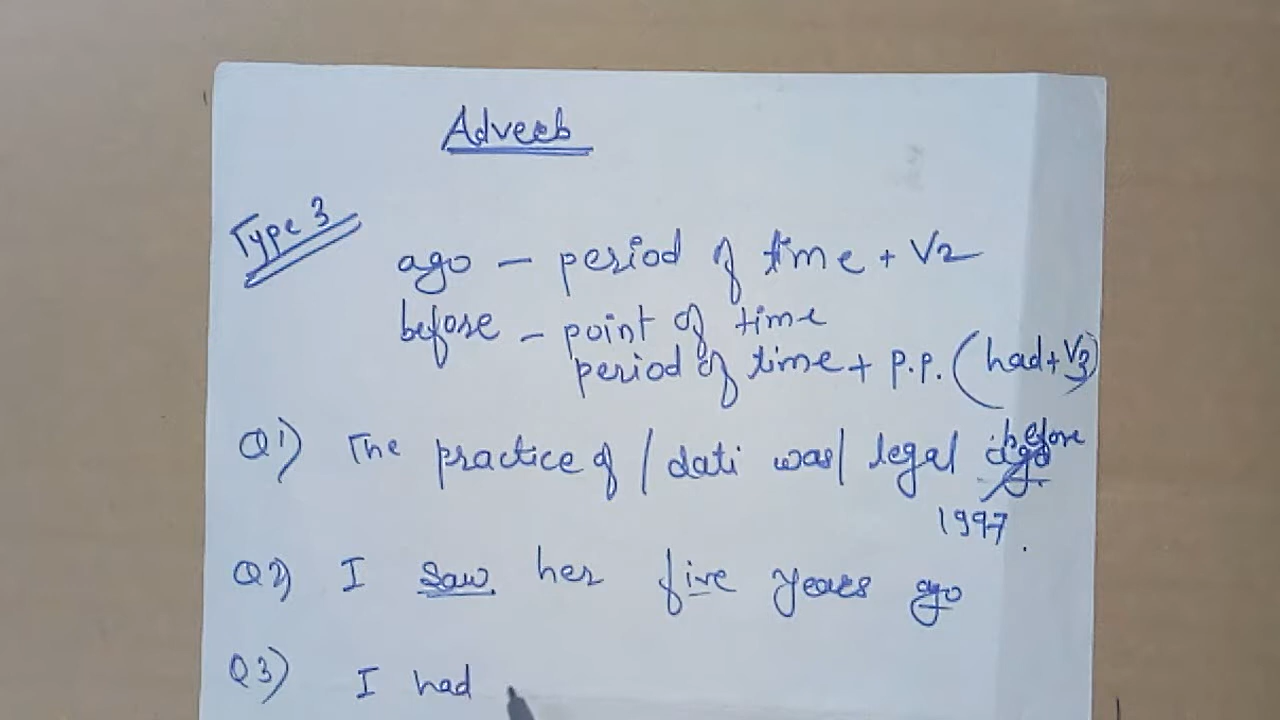 Adverb
Type 3
ago – period of time + V2
before – point of time
period of time + p.p. (had + V3)
Q1) The practice of / dati was / legal ago before
1997.
Q2) I saw her five years ago
Q3) I had